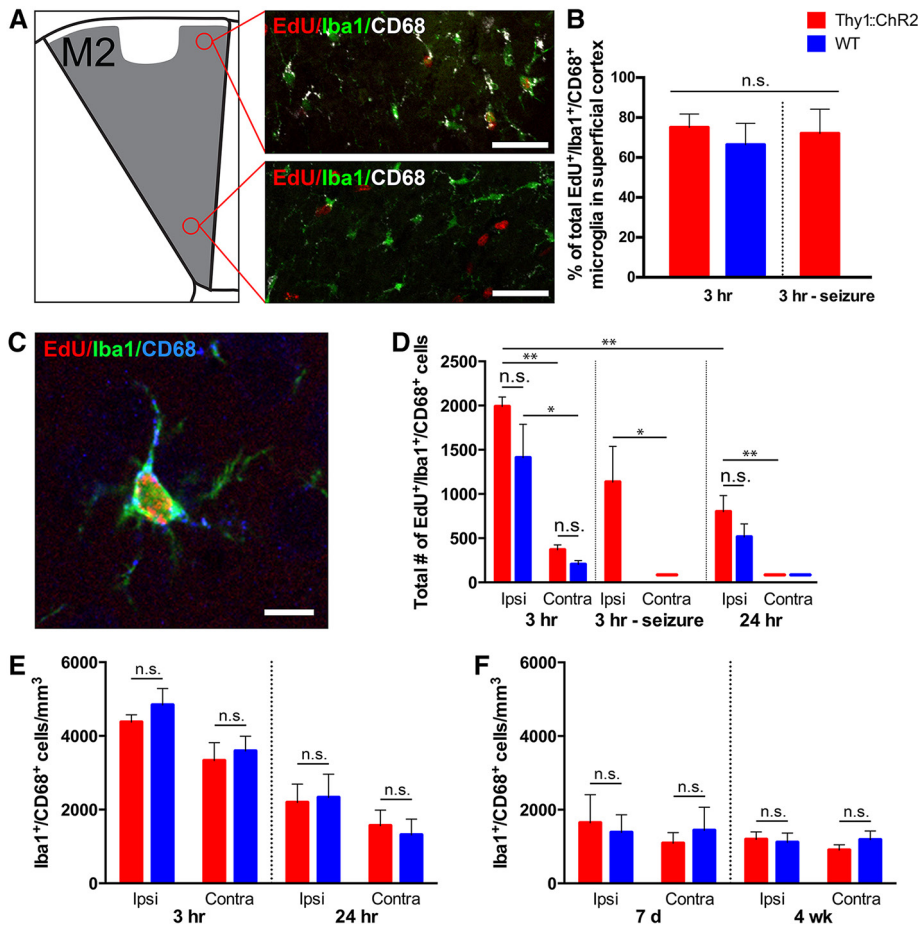 A
M2
EdU/Iba1/CD68
EdU/Iba1/CD68
B
Thy1::ChR2
WT
% of total EdU⁺/Iba1⁺/CD68⁺
microglia in superficial cortex
100
80
60
40
20
0
n.s.
3 hr
3 hr - seizure
C
EdU/Iba1/CD68
D
Total # of EdU⁺/Iba1⁺/CD68⁺ cells
2500
2000
1500
1000
500
0
**
**
n.s.
*
n.s.
*
**
n.s.
Ipsi Contra Ipsi Contra Ipsi Contra
3 hr 3 hr - seizure 24 hr
E
Iba1⁺/CD68⁺ cells/mm³
6000
4000
2000
0
n.s.
n.s.
n.s.
n.s.
Ipsi Contra Ipsi Contra
3 hr 24 hr
F
Iba1⁺/CD68⁺ cells/mm³
6000
4000
2000
0
n.s.
n.s.
n.s.
n.s.
Ipsi Contra Ipsi Contra
7 d 4 wk